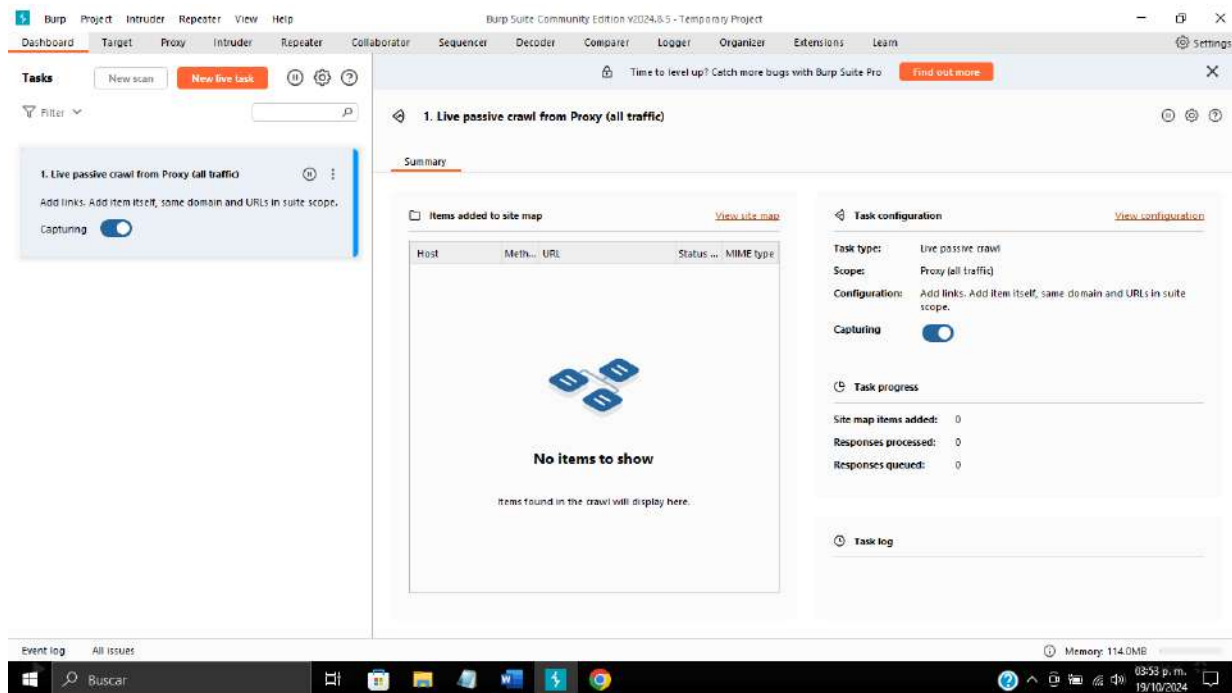 Burp Project Intruder Repeater View Help Burp Suite Community Edition v2024.8.5 - Temporary Project
Dashboard Target Proxy Intruder Repeater Collaborator Sequencer Decoder Comparer Logger Organizer Extensions Learn Settings
Tasks New scan New live task
Time to level up? Catch more bugs with Burp Suite Pro Find out more
Filter
1. Live passive crawl from Proxy (all traffic)
Add links. Add item itself, same domain and URLs in suite scope.
Capturing
1. Live passive crawl from Proxy (all traffic)
Summary
Items added to site map View site map
Host Meth... URL Status ... MIME type
No items to show
Items found in the crawl will display here.
Task configuration View configuration
Task type: Live passive crawl
Scope: Proxy (all traffic)
Configuration: Add links. Add item itself, same domain and URLs in suite
scope.
Capturing
Task progress
Site map items added: 0
Responses processed: 0
Responses queued: 0
Task log
Event log All issues Memory: 114.0MB
Buscar 03:53 p. m.
19/10/2024